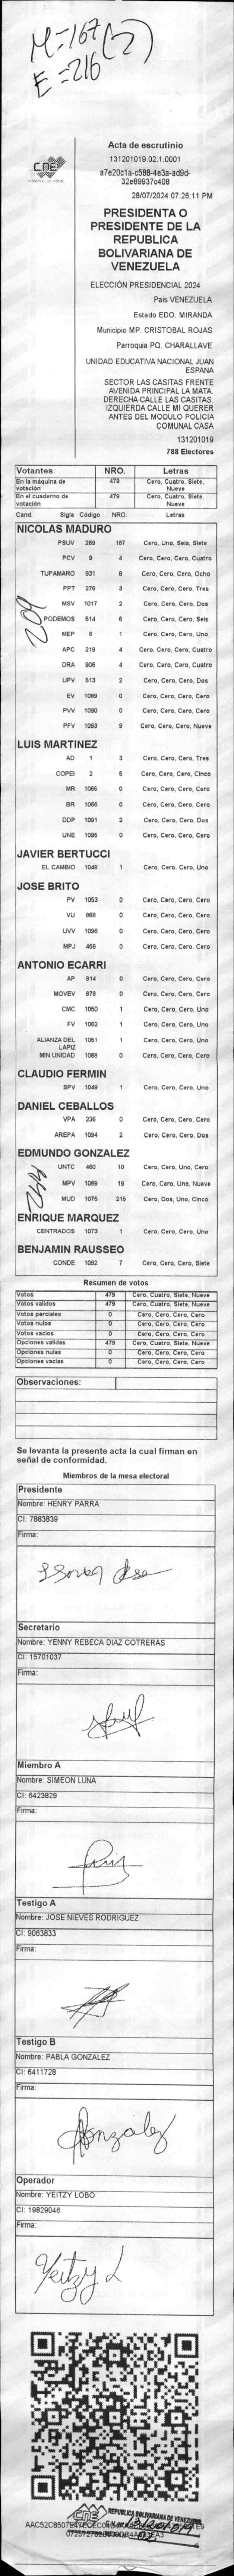 M=167 (2)
E=216
CNE
Acta de escrutinio
131201019.02.1.0001
a7e20c1a-c588-4e3a-ad9d-
32e89937c408
28/07/2024 07:26:11 PM
PRESIDENTA O
PRESIDENTE DE LA
REPUBLICA
BOLIVARIANA DE
VENEZUELA
ELECCIÓN PRESIDENCIAL 2024
Pais VENEZUELA
Estado EDO. MIRANDA
Municipio MP. CRISTOBAL ROJAS
Parroquia PQ. CHARALLAVE
UNIDAD EDUCATIVA NACIONAL JUAN
ESPANA
SECTOR LAS CASITAS FRENTE
AVENIDA PRINCIPAL LA MATA.
DERECHA CALLE LAS CASITAS.
IZQUIERDA CALLE MI QUERER
ANTES DEL MODULO POLICIA
COMUNAL CASA
131201019
788 Electores
Votantes NRO. Letras
En la máquina de votación 479 Cero, Cuatro, Siete, Nueve
En el cuaderno de votación 479 Cero, Cuatro, Siete, Nueve
Cand. Sigla Código NRO. Letras
NICOLAS MADURO
PSUV 269 167 Cero, Uno, Seis, Siete
PCV 9 4 Cero, Cero, Cero, Cuatro
TUPAMARO 931 8 Cero, Cero, Cero, Ocho
PPT 276 3 Cero, Cero, Cero, Tres
MSV 1017 2 Cero, Cero, Cero, Dos
PODEMOS 514 6 Cero, Cero, Cero, Seis
MEP 6 1 Cero, Cero, Cero, Uno
APC 219 4 Cero, Cero, Cero, Cuatro
ORA 906 4 Cero, Cero, Cero, Cuatro
UPV 513 2 Cero, Cero, Cero, Dos
EV 1089 0 Cero, Cero, Cero, Cero
PVV 1090 0 Cero, Cero, Cero, Cero
PFV 1093 9 Cero, Cero, Cero, Nueve
LUIS MARTINEZ
AD 1 3 Cero, Cero, Cero, Tres
COPEI 2 5 Cero, Cero, Cero, Cinco
MR 1065 0 Cero, Cero, Cero, Cero
BR 1066 0 Cero, Cero, Cero, Cero
DDP 1091 2 Cero, Cero, Cero, Dos
UNE 1095 0 Cero, Cero, Cero, Cero
JAVIER BERTUCCI
EL CAMBIO 1046 1 Cero, Cero, Cero, Uno
JOSE BRITO
PV 1053 0 Cero, Cero, Cero, Cero
VU 868 0 Cero, Cero, Cero, Cero
UVV 1096 0 Cero, Cero, Cero, Cero
MPJ 458 0 Cero, Cero, Cero, Cero
ANTONIO ECARRI
AP 814 0 Cero, Cero, Cero, Cero
MOVEV 878 0 Cero, Cero, Cero, Cero
CMC 1050 1 Cero, Cero, Cero, Uno
FV 1062 1 Cero, Cero, Cero, Uno
ALIANZA DEL LAPIZ 1061 1 Cero, Cero, Cero, Uno
MIN UNIDAD 1068 0 Cero, Cero, Cero, Cero
CLAUDIO FERMIN
SPV 1049 1 Cero, Cero, Cero, Uno
DANIEL CEBALLOS
VPA 236 0 Cero, Cero, Cero, Cero
AREPA 1094 2 Cero, Cero, Cero, Dos
EDMUNDO GONZALEZ
UNTC 460 10 Cero, Cero, Uno, Cero
MPV 1069 19 Cero, Cero, Uno, Nueve
MUD 1075 215 Cero, Dos, Uno, Cinco
ENRIQUE MARQUEZ
CENTRADOS 1073 1 Cero, Cero, Cero, Uno
BENJAMIN RAUSSEO
CONDE 1092 7 Cero, Cero, Cero, Siete
Resumen de votos
Votos 479 Cero, Cuatro, Siete, Nueve
Votos validos 479 Cero, Cuatro, Siete, Nueve
Votos parciales 0 Cero, Cero, Cero, Cero
Votos nulos 0 Cero, Cero, Cero, Cero
Votos vacios 0 Cero, Cero, Cero, Cero
Opciones validas 479 Cero, Cuatro, Siete, Nueve
Opciones nulas 0 Cero, Cero, Cero, Cero
Opciones vacias 0 Cero, Cero, Cero, Cero
Observaciones:
Se levanta la presente acta la cual firman en
señal de conformidad.
Miembros de la mesa electoral
Presidente
Nombre: HENRY PARRA
CI: 7883839
Firma:
Secretario
Nombre: YENNY REBECA DIAZ COTRERAS
CI: 15701037
Firma:
Miembro A
Nombre: SIMEON LUNA
CI: 6423829
Firma:
Testigo A
Nombre: JOSE NIEVES RODRIGUEZ
CI: 9063833
Firma:
Testigo B
Nombre: PABLA GONZALEZ
CI: 6411728
Firma:
Gonzalez
Operador
Nombre: YEITZY LOBO
CI: 19829046
Firma:
Yeitzy L
CNE REPUBLICA BOLIVARIANA DE VENEZUELA